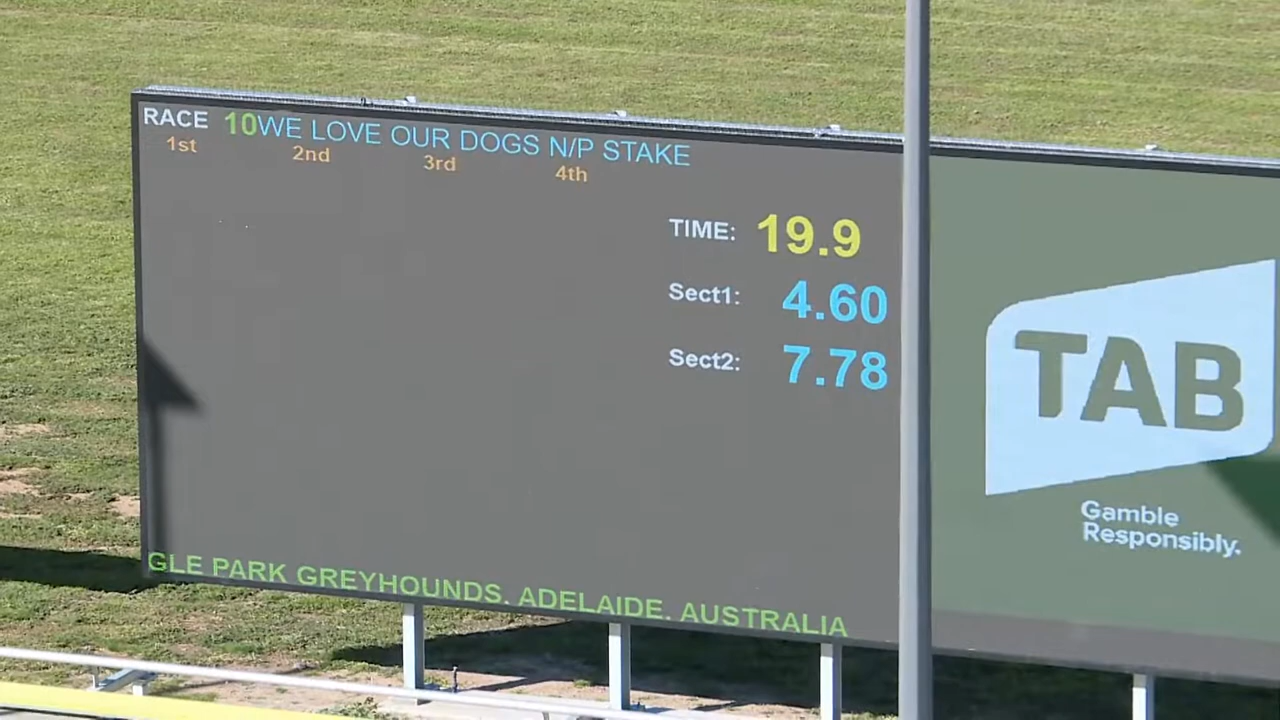 RACE 10WE LOVE OUR DOGS N/P STAKE
1st 2nd 3rd 4th
TIME: 19.9
Sect1: 4.60
Sect2: 7.78
GLE PARK GREYHOUNDS, ADELAIDE, AUSTRALIA
TAB
Gamble
Responsibly.